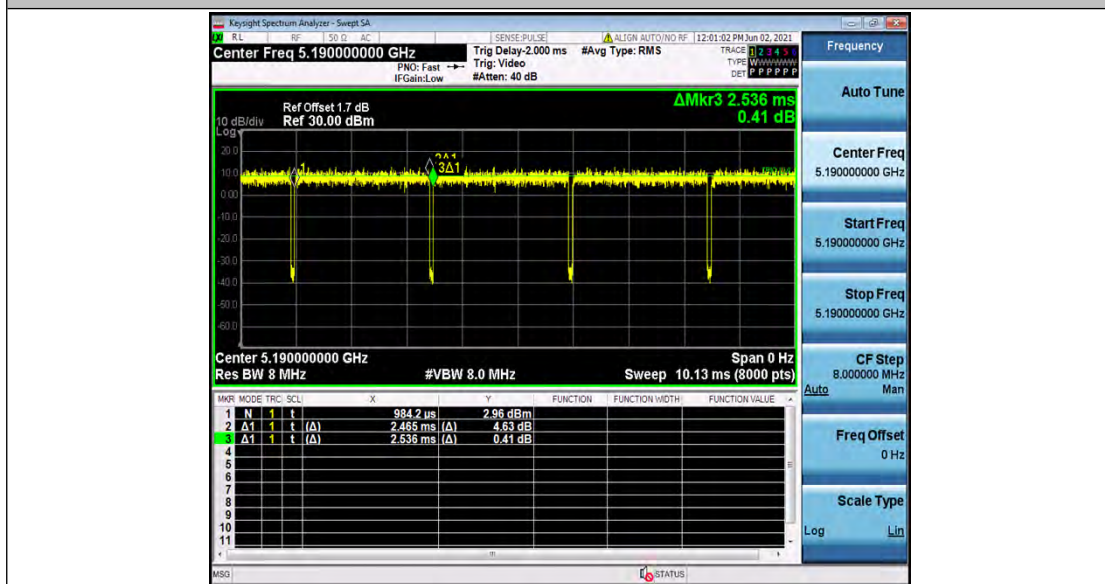 Keysight Spectrum Analyzer - Swept SA
RL RF 50 Ω AC SENSE:PULSE ALIGN AUTO/NO RF 12:01:02 PM Jun 02, 2021
Center Freq 5.190000000 GHz
Trig Delay-2.000 ms #Avg Type: RMS
TRACE 1 2 3 4 5 6
PNO: Fast Trig: Video
TYPE WWWWWW
IFGain:Low #Atten: 40 dB
DET P P P P P P
Frequency
ΔMkr3 2.536 ms
0.41 dB
Ref Offset 1.7 dB
10 dB/div Ref 30.00 dBm
Log
20.0
10.0
0.00
-10.0
-20.0
-30.0
-40.0
-50.0
-60.0
1
2Δ1
3Δ1
Center 5.190000000 GHz Span 0 Hz
Res BW 8 MHz #VBW 8.0 MHz Sweep 10.13 ms (8000 pts)
MKR MODE TRC SCL X Y FUNCTION FUNCTION WIDTH FUNCTION VALUE
1 N 1 t 984.2 µs 2.96 dBm
2 Δ1 1 t (Δ) 2.465 ms (Δ) 4.63 dB
3 Δ1 1 t (Δ) 2.536 ms (Δ) 0.41 dB
4
5
6
7
8
9
10
11
Auto Tune
Center Freq
5.190000000 GHz
Start Freq
5.190000000 GHz
Stop Freq
5.190000000 GHz
CF Step
8.000000 MHz
Auto Man
Freq Offset
0 Hz
Scale Type
Log Lin
MSG STATUS